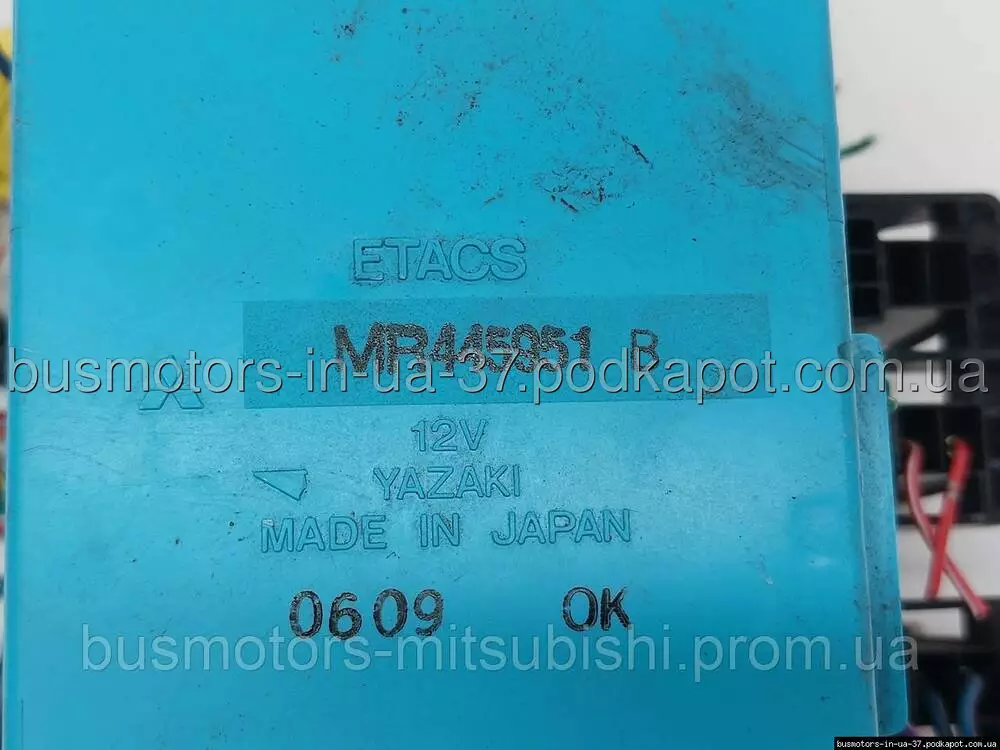 ETACS
MR445951 B
busmotors-in-ua-37.podkapot.com.ua
12V
YAZAKI
MADE IN JAPAN
0609 OK
busmotors-mitsubishi.prom.ua
busmotors-in-ua-37.podkapot.com.ua